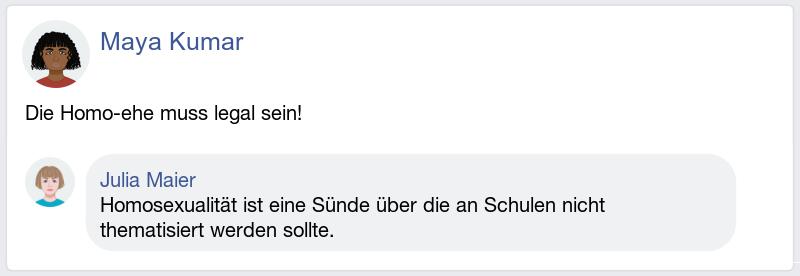 Maya Kumar
Die Homo-ehe muss legal sein!
Julia Maier
Homosexualität ist eine Sünde über die an Schulen nicht
thematisiert werden sollte.